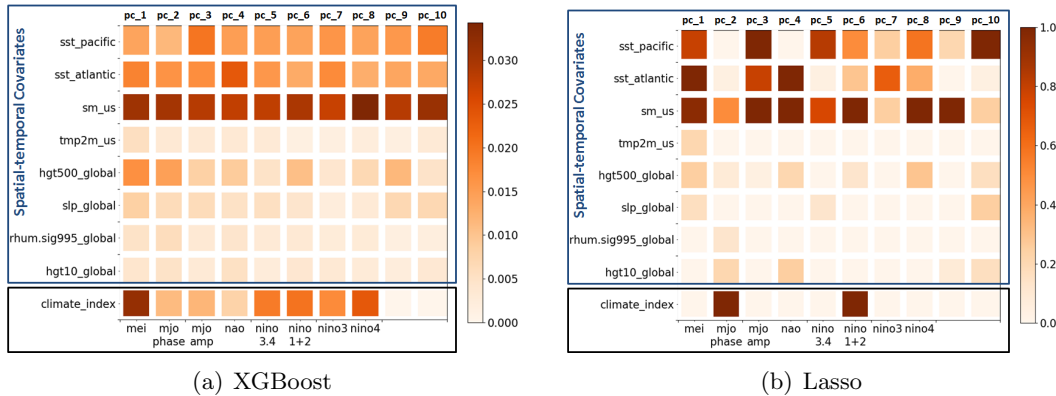 pc_1 pc_2 pc_3 pc_4 pc_5 pc_6 pc_7 pc_8 pc_9 pc_10
Spatial-temporal Covariates
sst_pacific
sst_atlantic
sm_us
tmp2m_us
hgt500_global
slp_global
rhum.sig995_global
hgt10_global
climate_index
mei mjo mjo nao nino nino nino3 nino4
phase amp 3.4 1+2
0.030
0.025
0.020
0.015
0.010
0.005
0.000
(a) XGBoost
pc_1 pc_2 pc_3 pc_4 pc_5 pc_6 pc_7 pc_8 pc_9 pc_10
Spatial-temporal Covariates
sst_pacific
sst_atlantic
sm_us
tmp2m_us
hgt500_global
slp_global
rhum.sig995_global
hgt10_global
climate_index
mei mjo mjo nao nino nino nino3 nino4
phase amp 3.4 1+2
1.0
0.8
0.6
0.4
0.2
0.0
(b) Lasso